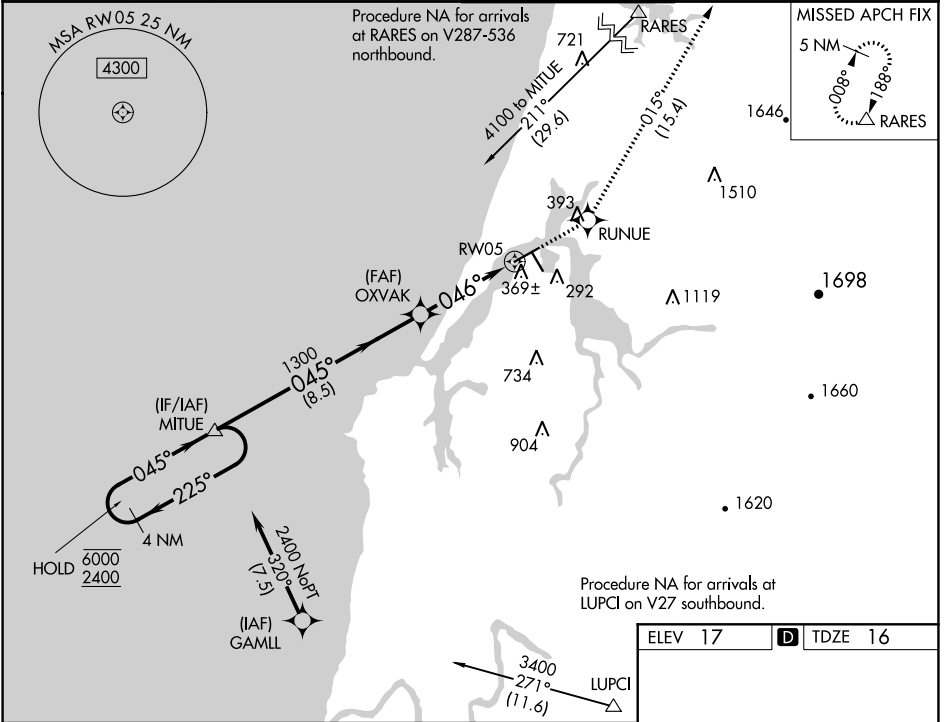 MSA RW05 25 NM
4300
Procedure NA for arrivals
at RARES on V287-536
northbound.
721
RARES
4100 to MITUE
211°
(29.6)
015°
(15.4)
MISSED APCH FIX
5 NM
008°
188°
RARES
1646
1510
393
RUNUE
RW05
369±
292
1119
1698
(FAF)
OXVAK
046°
1300
045°
(8.5)
734
1660
(IF/IAF)
MITUE
904
045°
225°
4 NM
1620
HOLD
6000
2400
2400 NoPT
320°
(7.5)
(IAF)
GAMLL
Procedure NA for arrivals at
LUPCI on V27 southbound.
3400
271°
(11.6)
LUPCI
ELEV 17
D
TDZE 16